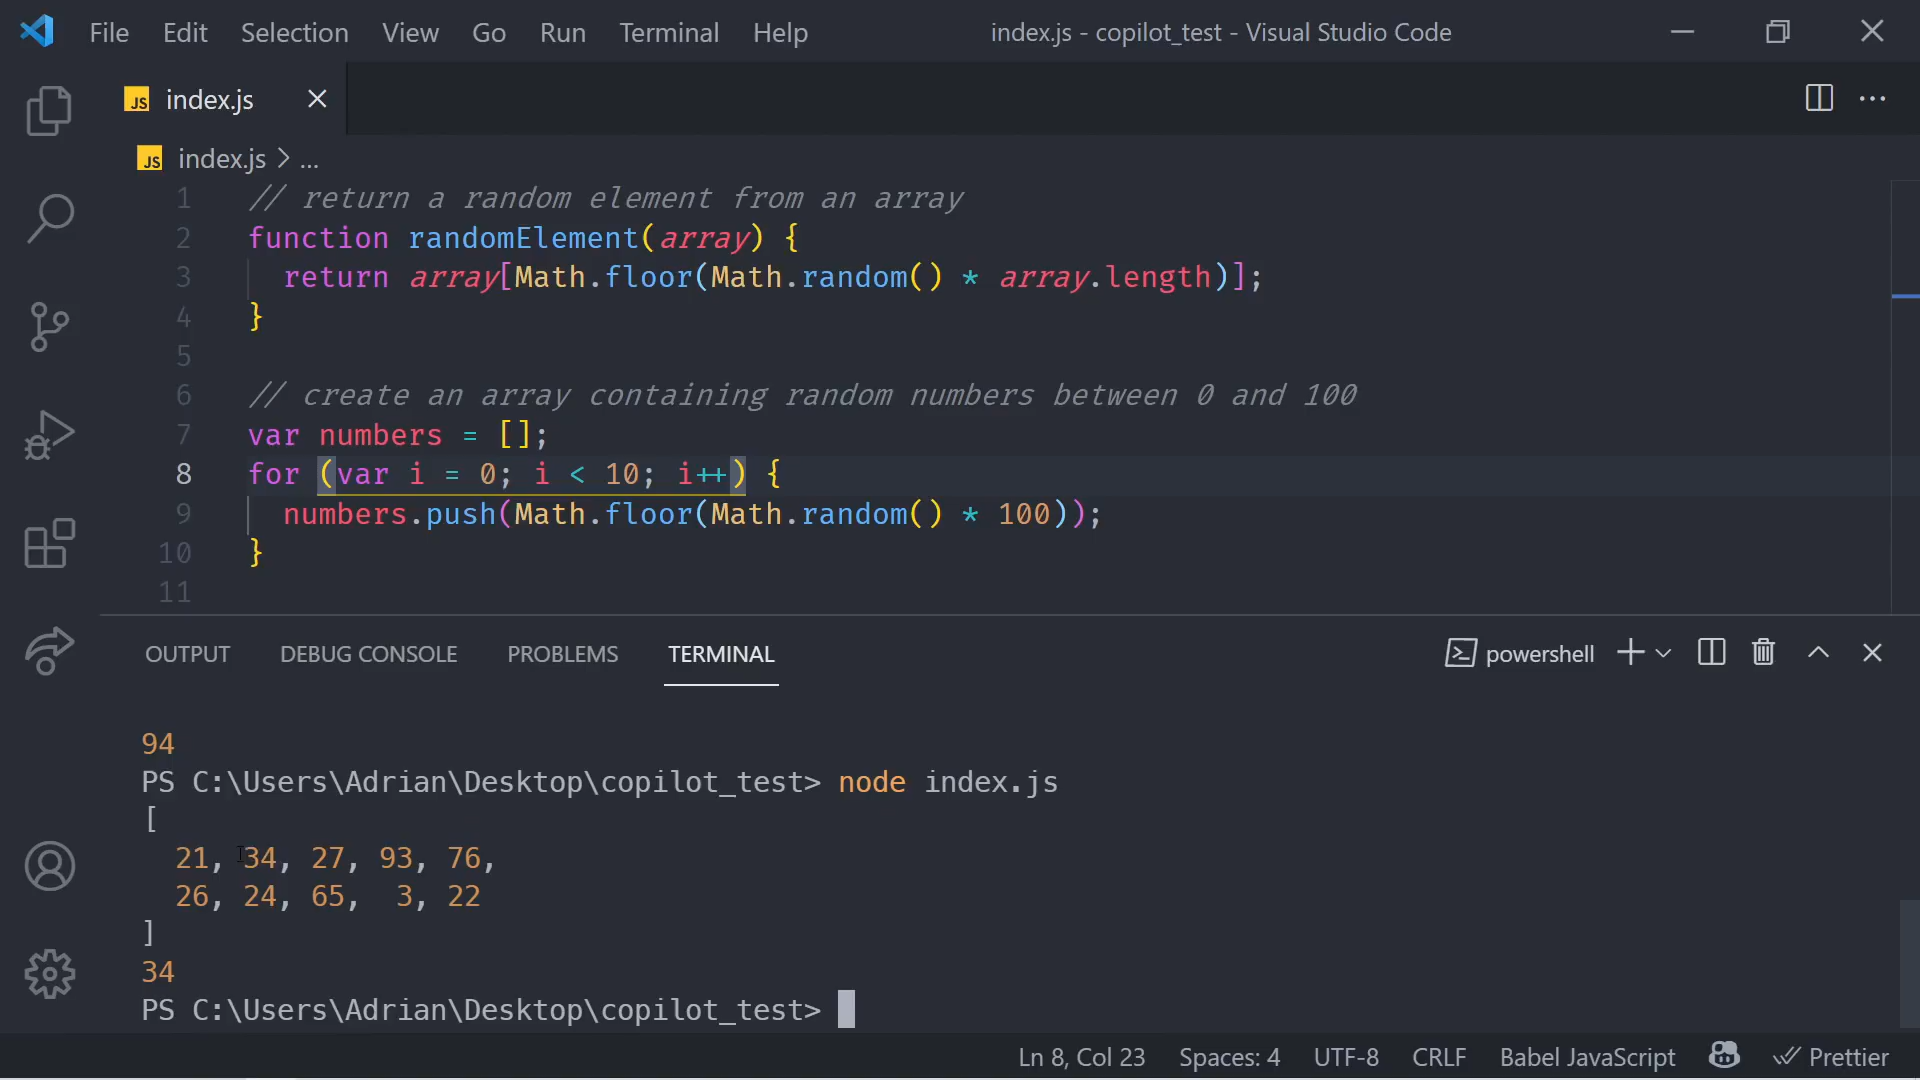 File Edit Selection View Go Run Terminal Help index.js - copilot_test - Visual Studio Code
JS index.js
JS index.js > ...
1 // return a random element from an array
2 function randomElement(array) {
3 return array[Math.floor(Math.random() * array.length)];
4 }
5
6 // create an array containing random numbers between 0 and 100
7 var numbers = [];
8 for (var i = 0; i < 10; i++) {
9 numbers.push(Math.floor(Math.random() * 100));
10 }
11
OUTPUT DEBUG CONSOLE PROBLEMS TERMINAL powershell
94
PS C:\Users\Adrian\Desktop\copilot_test> node index.js
[
21, 34, 27, 93, 76,
26, 24, 65, 3, 22
]
34
PS C:\Users\Adrian\Desktop\copilot_test>
Ln 8, Col 23 Spaces: 4 UTF-8 CRLF Babel JavaScript Prettier